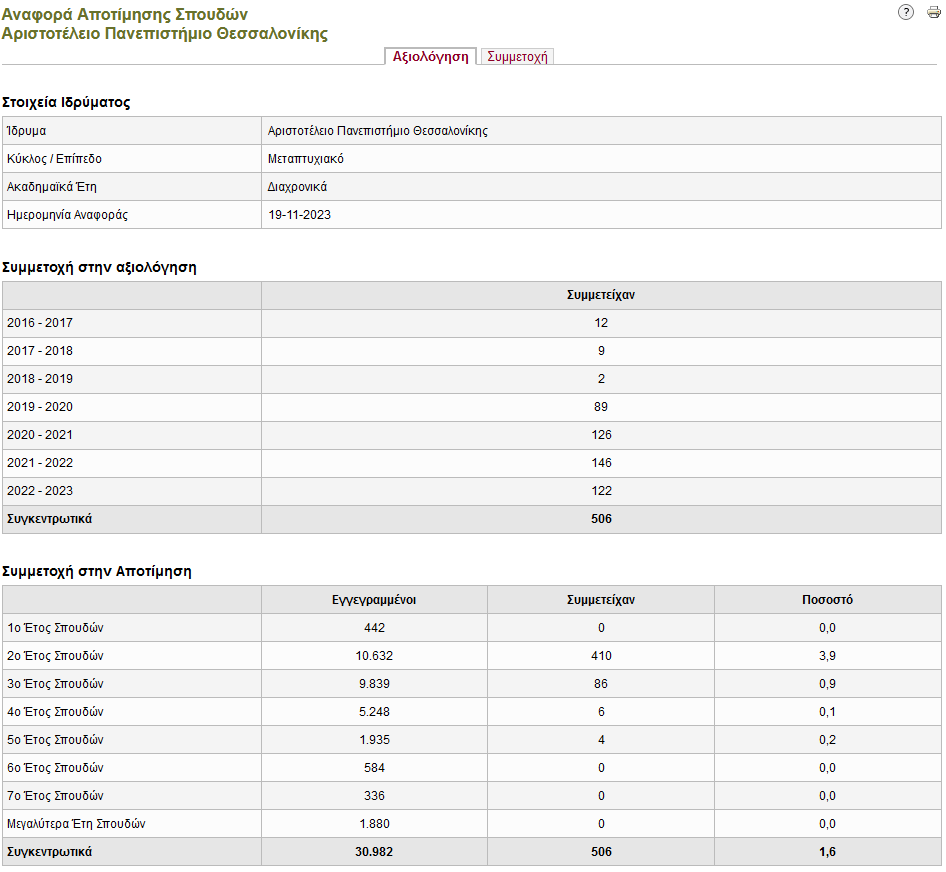 Αναφορά Αποτίμησης Σπουδών
Αριστοτέλειο Πανεπιστήμιο Θεσσαλονίκης
?
Αξιολόγηση Συμμετοχή
Στοιχεία Ιδρύματος
Ίδρυμα Αριστοτέλειο Πανεπιστήμιο Θεσσαλονίκης
Κύκλος / Επίπεδο Μεταπτυχιακό
Ακαδημαϊκά Έτη Διαχρονικά
Ημερομηνία Αναφοράς 19-11-2023
Συμμετοχή στην αξιολόγηση
Συμμετείχαν
2016 - 2017 12
2017 - 2018 9
2018 - 2019 2
2019 - 2020 89
2020 - 2021 126
2021 - 2022 146
2022 - 2023 122
Συγκεντρωτικά 506
Συμμετοχή στην Αποτίμηση
Εγγεγραμμένοι Συμμετείχαν Ποσοστό
1ο Έτος Σπουδών 442 0 0,0
2ο Έτος Σπουδών 10.632 410 3,9
3ο Έτος Σπουδών 9.839 86 0,9
4ο Έτος Σπουδών 5.248 6 0,1
5ο Έτος Σπουδών 1.935 4 0,2
6ο Έτος Σπουδών 584 0 0,0
7ο Έτος Σπουδών 336 0 0,0
Μεγαλύτερα Έτη Σπουδών 1.880 0 0,0
Συγκεντρωτικά 30.982 506 1,6